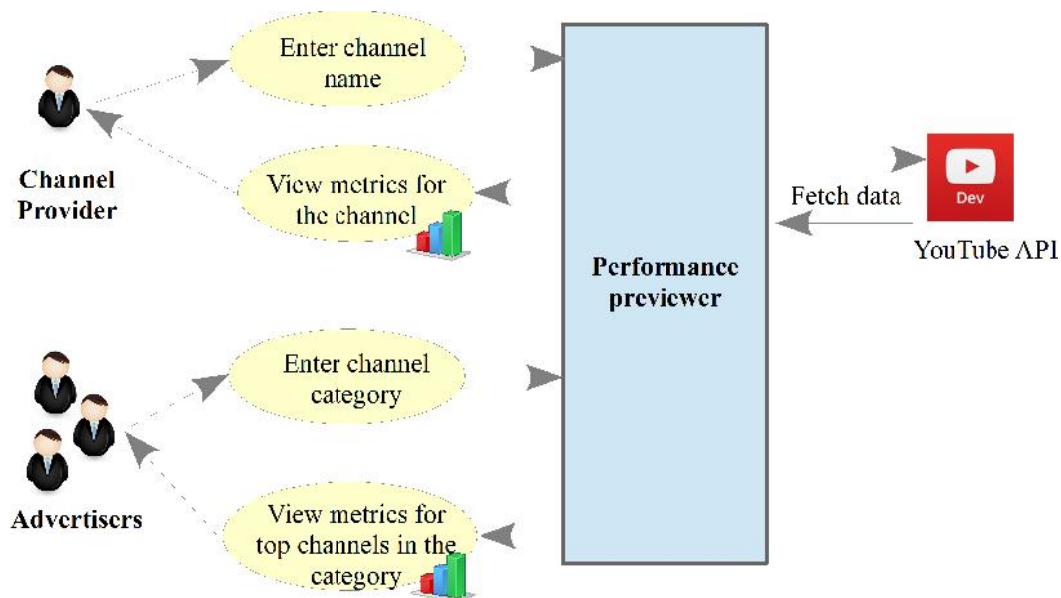 Enter channel
name
Channel
Provider
View metrics for
the channel
Performance
previewer
Fetch data
Dev
YouTube API
Enter channel
category
Advertisers
View metrics for
top channels in the
category